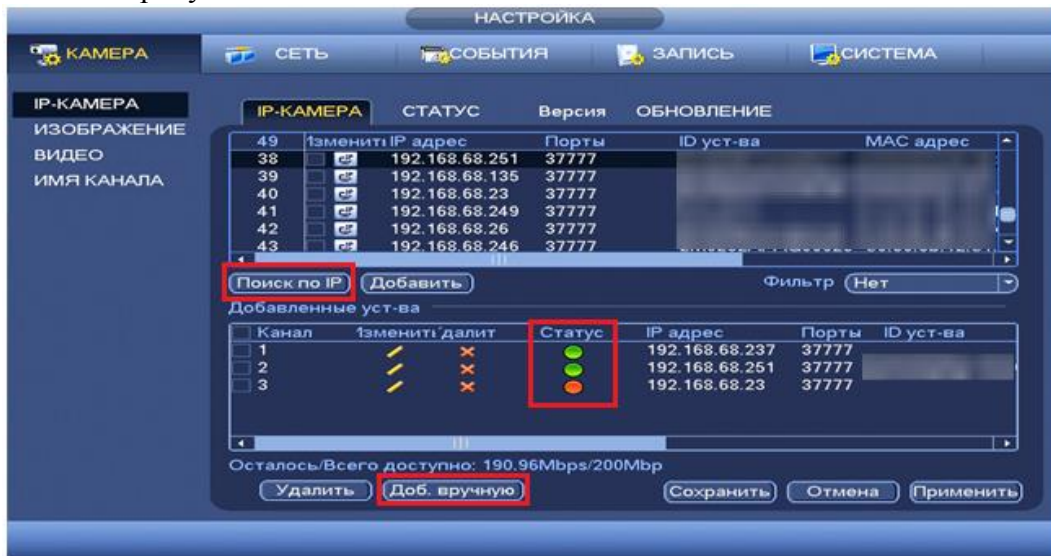 НАСТРОЙКА
КАМЕРА СЕТЬ СОБЫТИЯ ЗАПИСЬ СИСТЕМА
IP-КАМЕРА
ИЗОБРАЖЕНИЕ
ВИДЕО
ИМЯ КАНАЛА
IP-КАМЕРА СТАТУС Версия ОБНОВЛЕНИЕ
49 Изменить IP адрес Порты ID уст-ва МАС адрес
38 192.168.68.251 37777
39 192.168.68.135 37777
40 192.168.68.23 37777
41 192.168.68.249 37777
42 192.168.68.26 37777
43 192.168.68.246 37777
Поиск по IP Добавить Фильтр Нет
Добавленные уст-ва
Канал Изменить далит Статус IP адрес Порты ID уст-ва
1 192.168.68.237 37777
2 192.168.68.251 37777
3 192.168.68.23 37777
Осталось/Всего доступно: 190.96Mbps/200Mbp
Удалить Доб. вручную Сохранить Отмена Применить